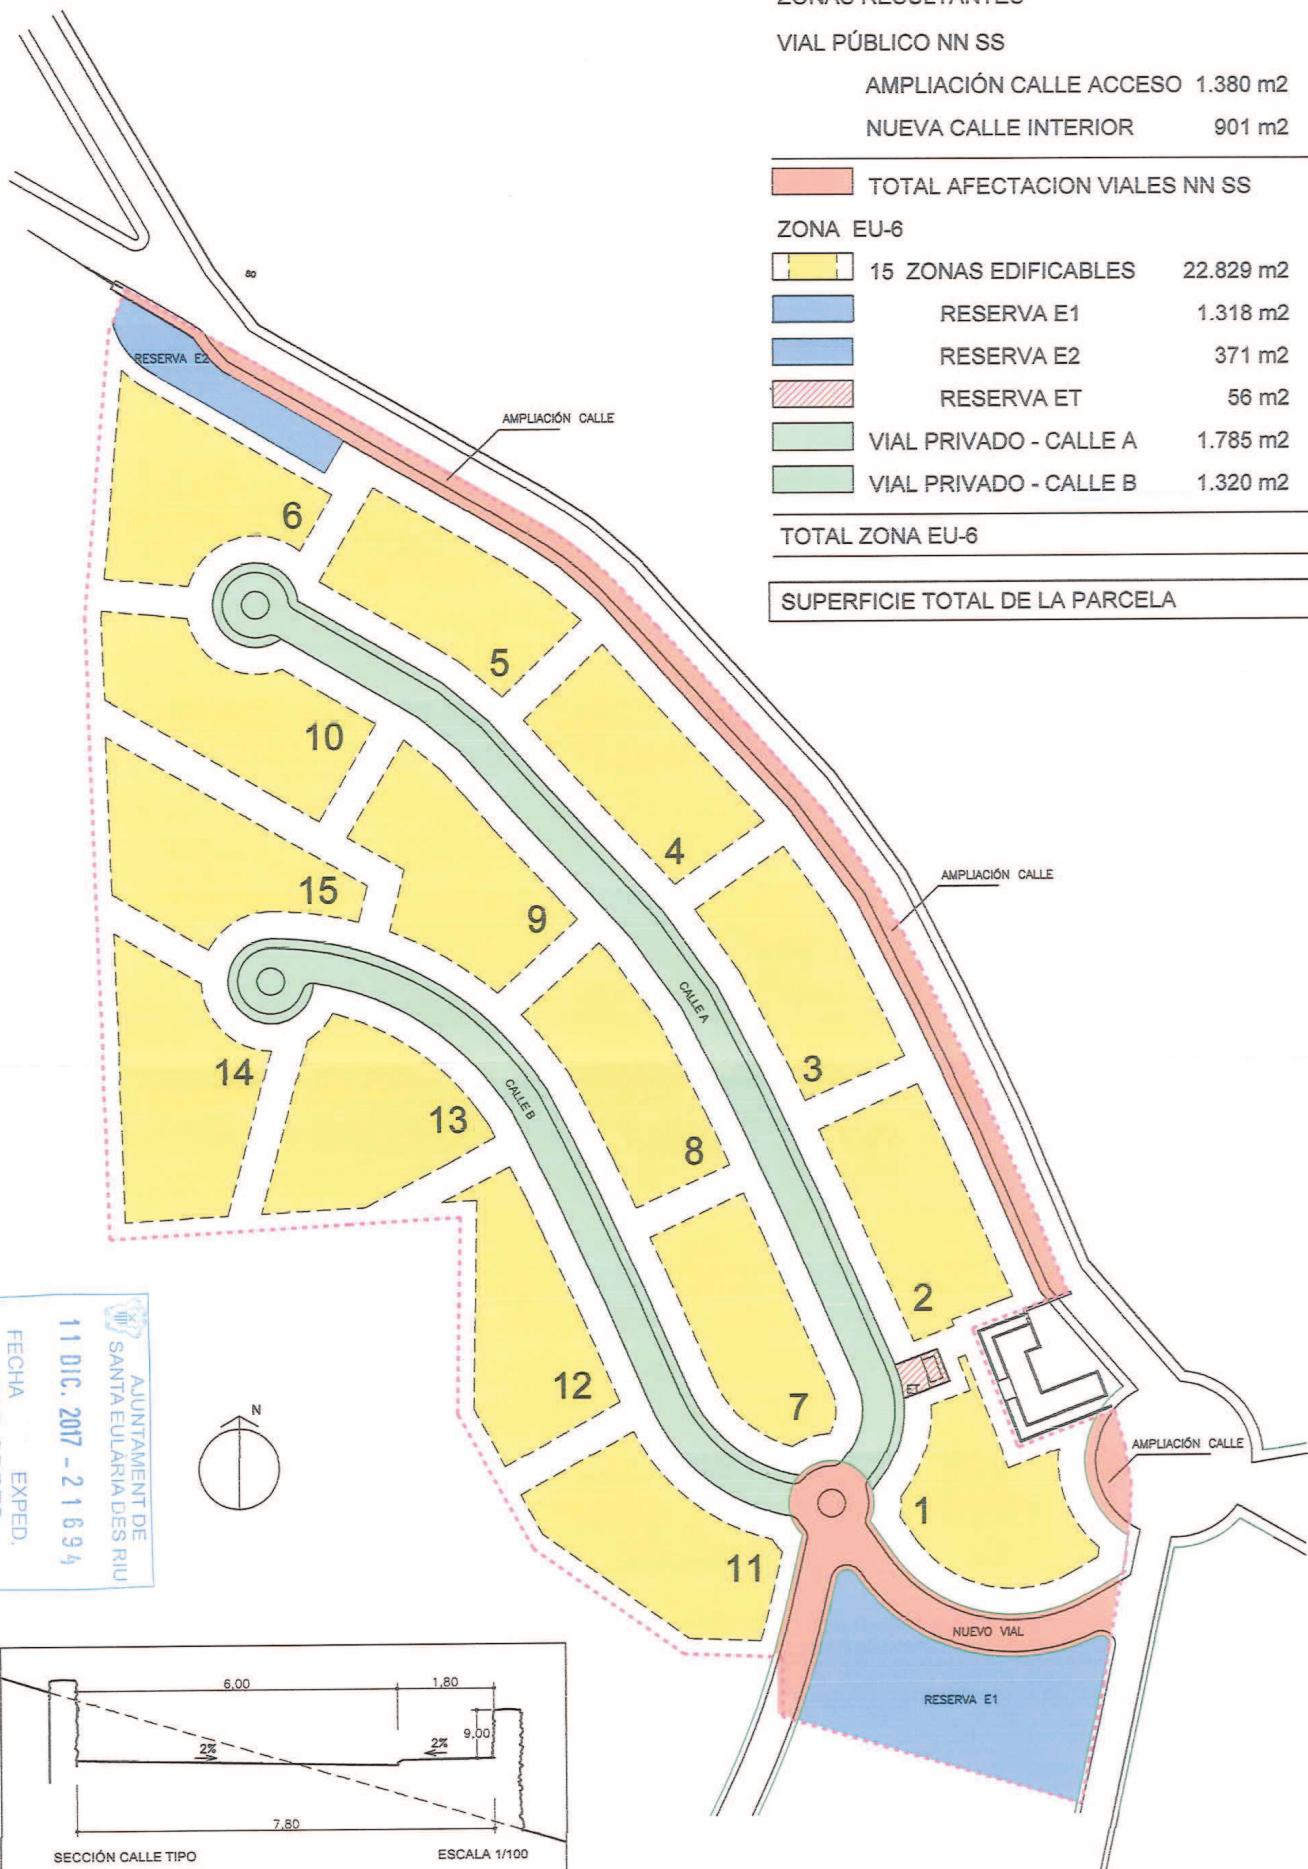 ZONAS RESULTANTES
VIAL PÚBLICO NN SS
AMPLIACIÓN CALLE ACCESO 1.380 m2
NUEVA CALLE INTERIOR 901 m2
TOTAL AFECTACION VIALES NN SS
ZONA EU-6
15 ZONAS EDIFICABLES 22.829 m2
RESERVA E1 1.318 m2
RESERVA E2 371 m2
RESERVA ET 56 m2
VIAL PRIVADO - CALLE A 1.785 m2
VIAL PRIVADO - CALLE B 1.320 m2
TOTAL ZONA EU-6
SUPERFICIE TOTAL DE LA PARCELA
80
RESERVA E2
AMPLIACIÓN CALLE
6
5
10
4
AMPLIACIÓN CALLE
15
9
CALLE A
3
14
13
CALLE B
8
2
12
7
ET
AMPLIACIÓN CALLE
1
11
NUEVO VIAL
RESERVA E1
N
AJUNTAMENT DE
SANTA EULÀRIA DES RIU
11 DIC. 2017 - 21694
FECHA EXPED.
6,00 1,80
9,00
2% 2%
7,80
SECCIÓN CALLE TIPO ESCALA 1/100